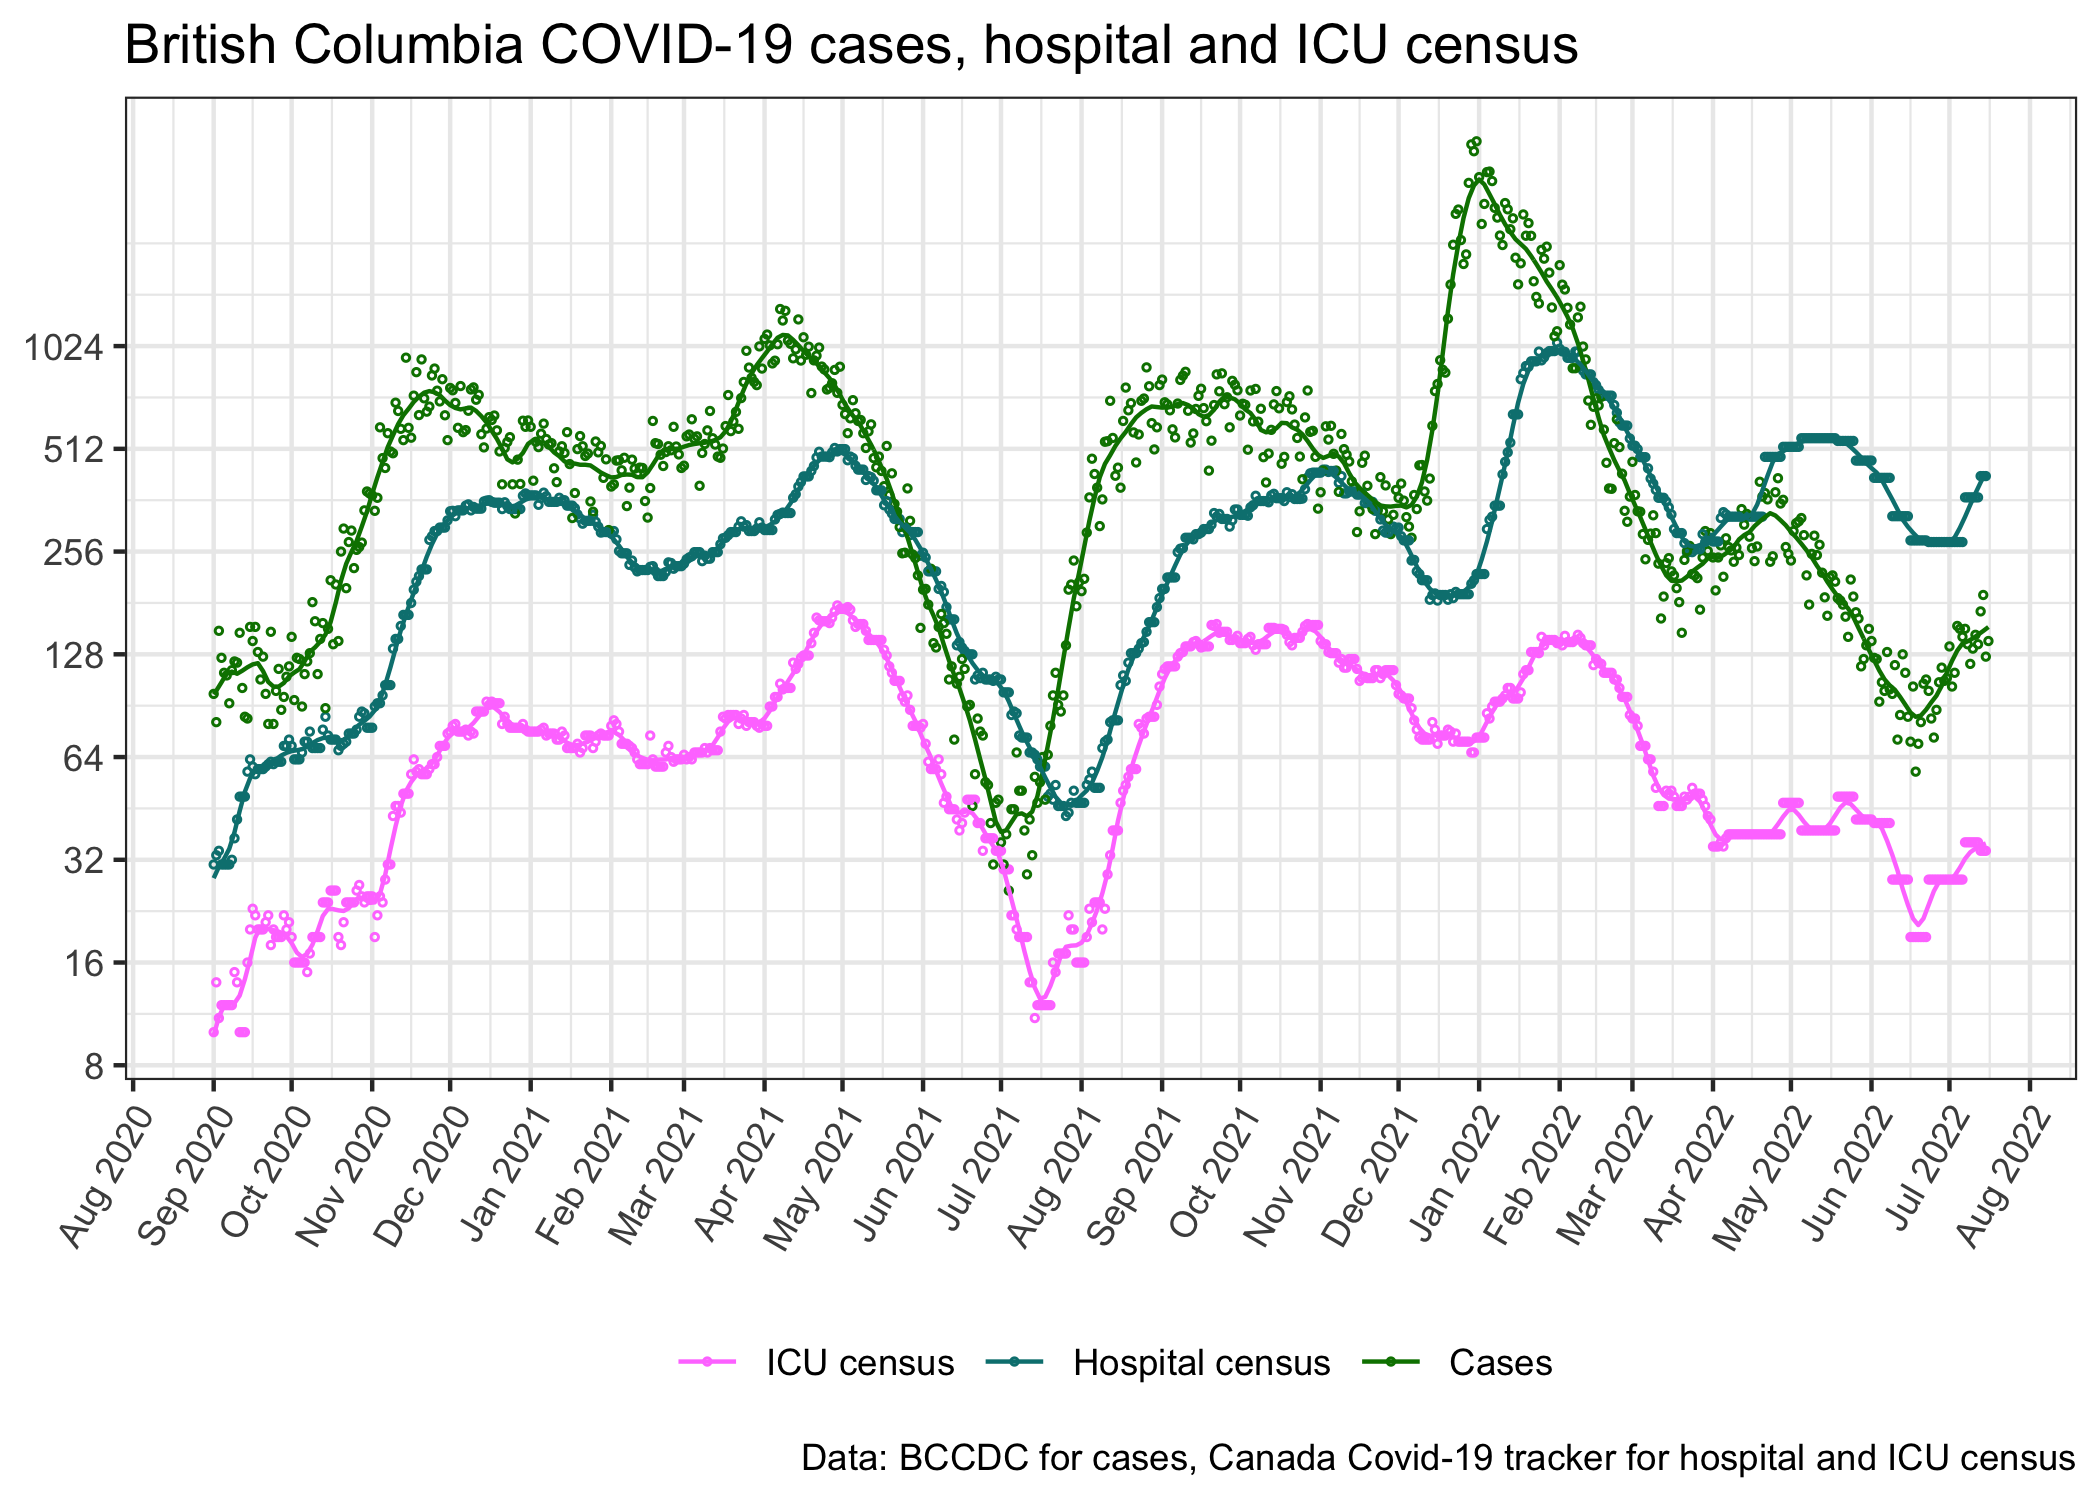 British Columbia COVID-19 cases, hospital and ICU census
1024
512
256
128
64
32
16
8
Aug 2020
Sep 2020
Oct 2020
Nov 2020
Dec 2020
Jan 2021
Feb 2021
Mar 2021
Apr 2021
May 2021
Jun 2021
Jul 2021
Aug 2021
Sep 2021
Oct 2021
Nov 2021
Dec 2021
Jan 2022
Feb 2022
Mar 2022
Apr 2022
May 2022
Jun 2022
Jul 2022
Aug 2022
ICU census Hospital census Cases
Data: BCCDC for cases, Canada Covid-19 tracker for hospital and ICU census